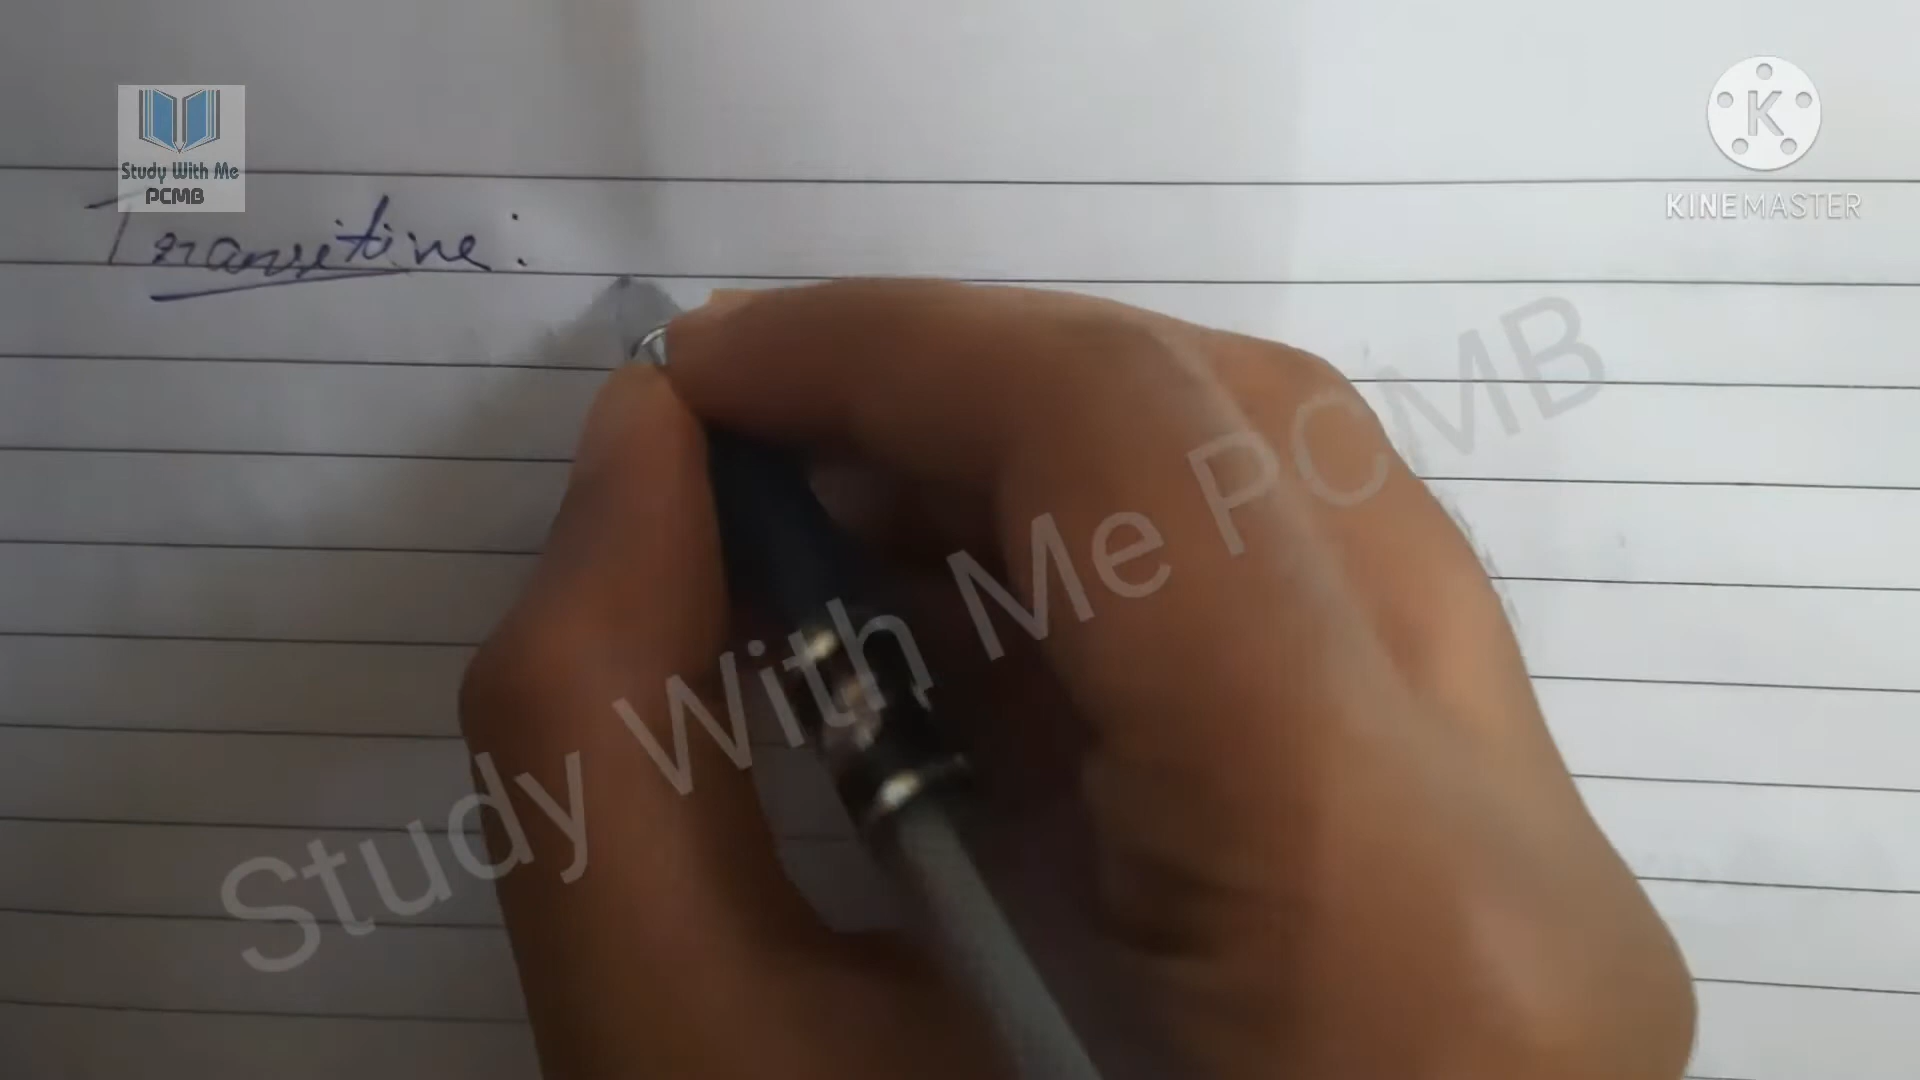 Study With Me
PCMB
KINEMASTER
Transitive:
Study With Me PCMB